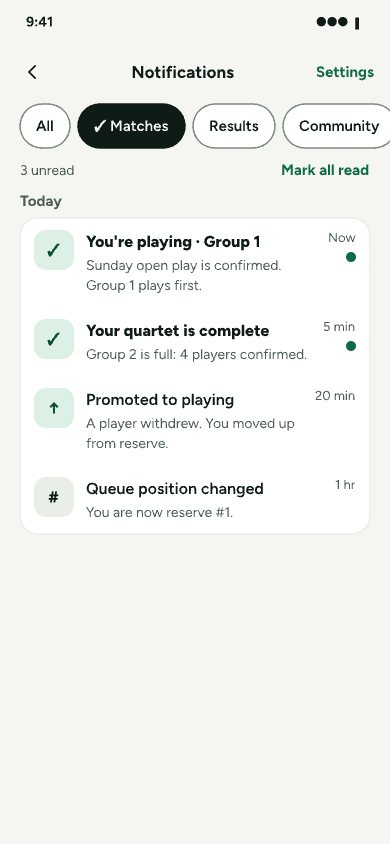 9:41
Notifications
Settings
All
✓ Matches
Results
Community
3 unread
Mark all read
Today
✓
You're playing · Group 1
Now
Sunday open play is confirmed.
Group 1 plays first.
✓
Your quartet is complete
5 min
Group 2 is full: 4 players confirmed.
↑
Promoted to playing
20 min
A player withdrew. You moved up
from reserve.
#
Queue position changed
1 hr
You are now reserve #1.